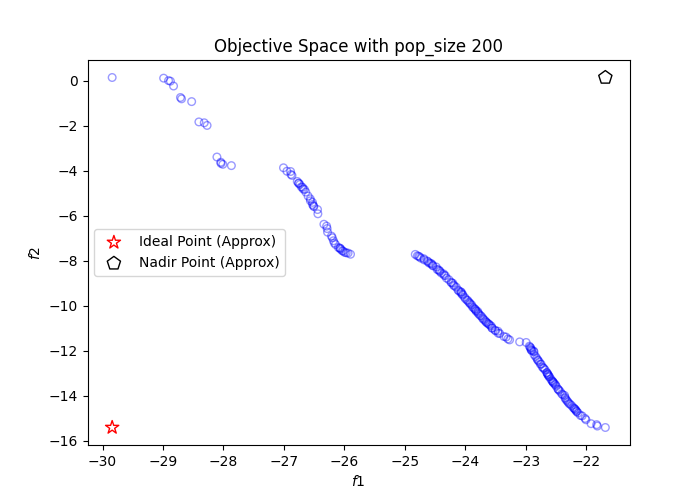 Objective Space with pop_size 200
f2
0
−2
−4
−6
−8
−10
−12
−14
−16
Ideal Point (Approx)
Nadir Point (Approx)
−30 −29 −28 −27 −26 −25 −24 −23 −22
f1